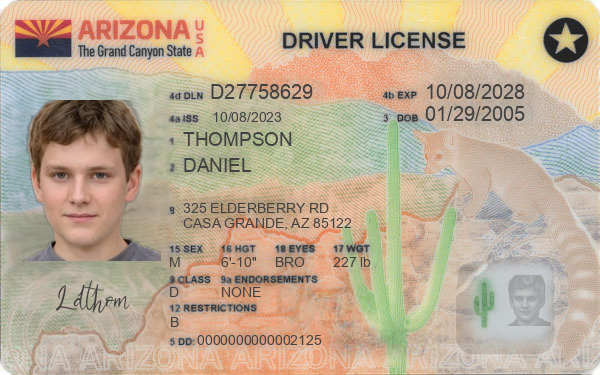 ARIZONA USA
The Grand Canyon State
DRIVER LICENSE
4d DLN D27758629
4b EXP 10/08/2028
4a ISS 10/08/2023
3 DOB 01/29/2005
1 THOMPSON
2 DANIEL
8 325 ELDERBERRY RD
CASA GRANDE, AZ 85122
15 SEX 16 HGT 18 EYES 17 WGT
M 6'-10" BRO 227 lb
9 CLASS 9a ENDORSEMENTS
D NONE
12 RESTRICTIONS
B
5 DD: 0000000000002125
Ldthom
ONA ARIZONA ARIZONA ARIZONA ARIZONA ARIZON